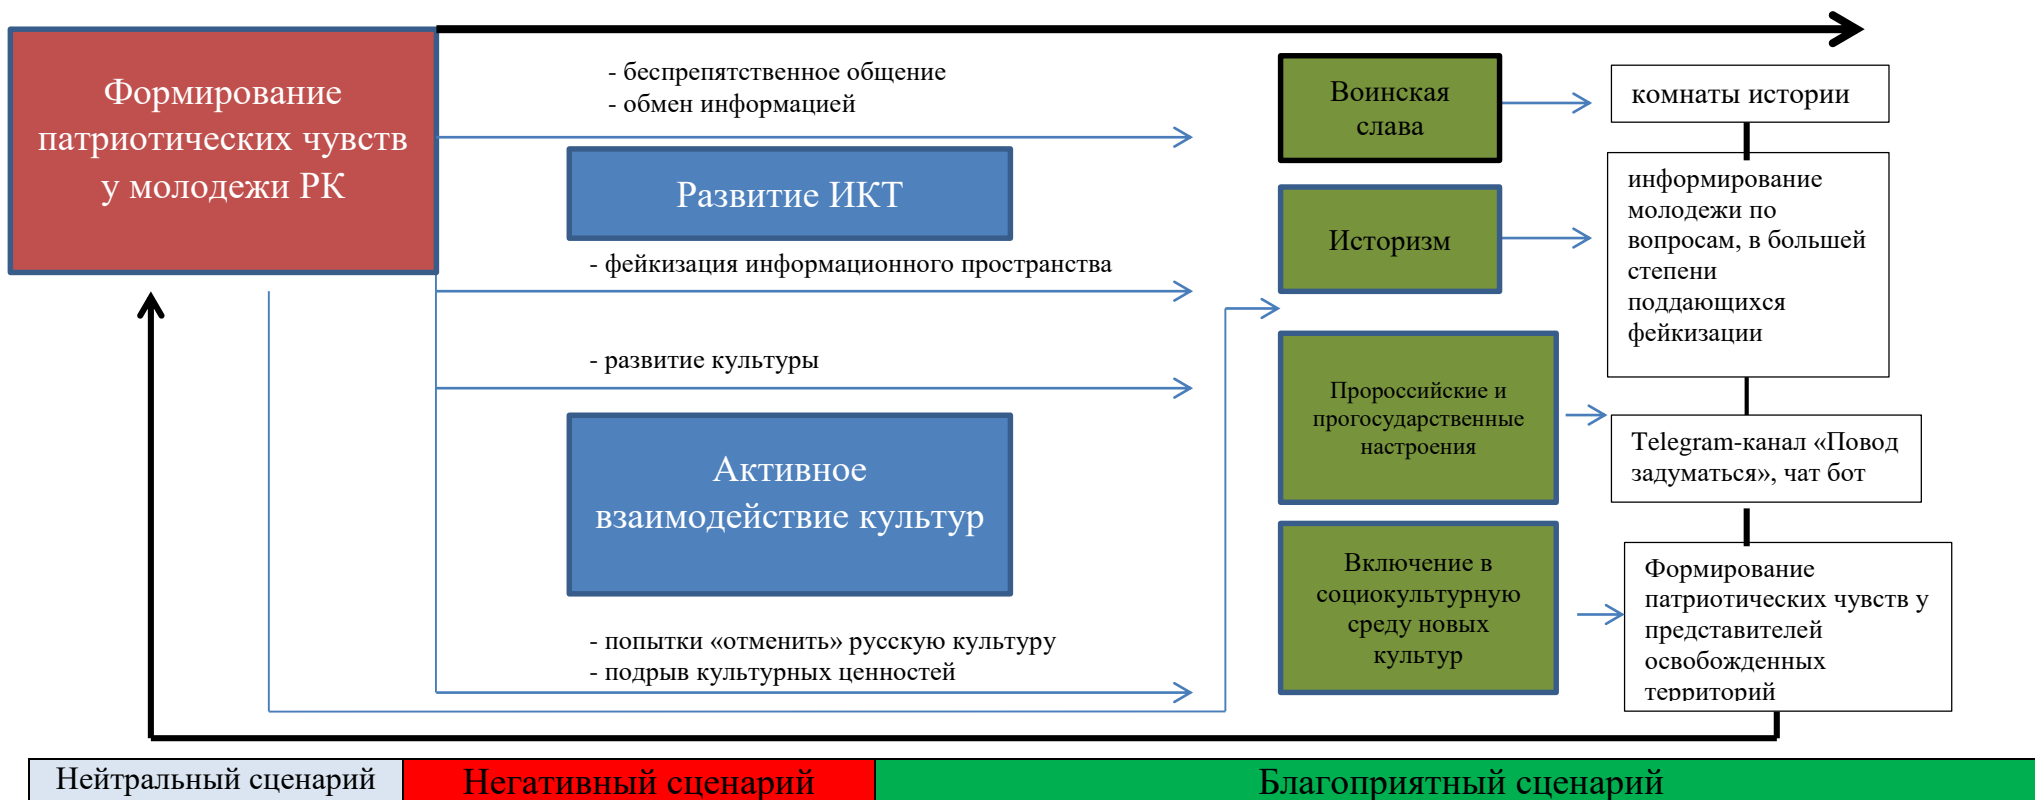 Формирование
патриотических чувств
у молодежи РК
- беспрепятственное общение
- обмен информацией
Развитие ИКТ
- фейкизация информационного пространства
- развитие культуры
Активное
взаимодействие культур
- попытки «отменить» русскую культуру
- подрыв культурных ценностей
Воинская
слава
Историзм
Пророссийские и
прогосударственные
настроения
Включение в
социокультурную
среду новых
культур
комнаты истории
информирование
молодежи по
вопросам, в большей
степени
поддающихся
фейкизации
Telegram-канал «Повод
задуматься», чат бот
Формирование
патриотических чувств у
представителей
освобожденных
территорий
Нейтральный сценарий
Негативный сценарий
Благоприятный сценарий